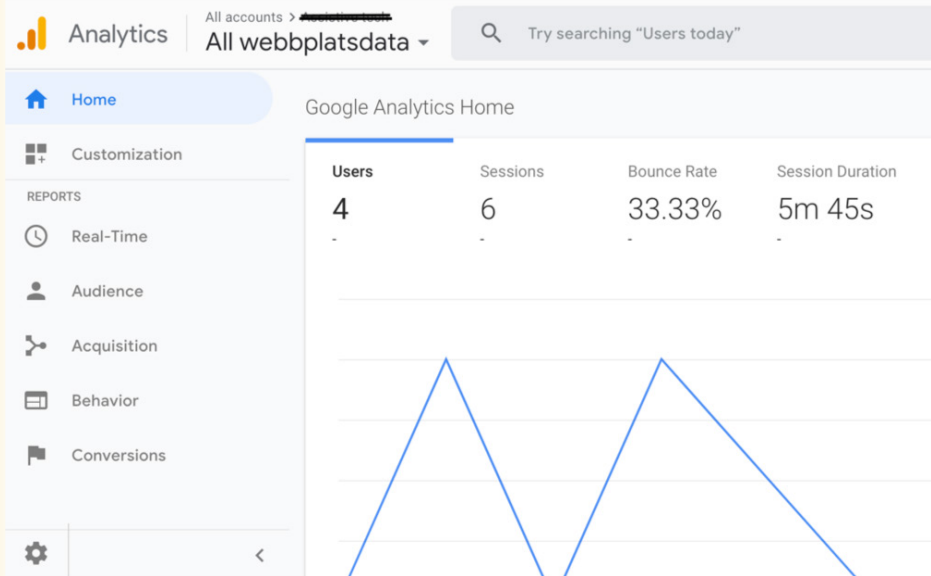 All accounts >
Analytics
All webbplatsdata
Try searching “Users today”
Home
Customization
REPORTS
Real-Time
Audience
Acquisition
Behavior
Conversions
Google Analytics Home
Users
4
-
Sessions
6
-
Bounce Rate
33.33%
-
Session Duration
5m 45s
-